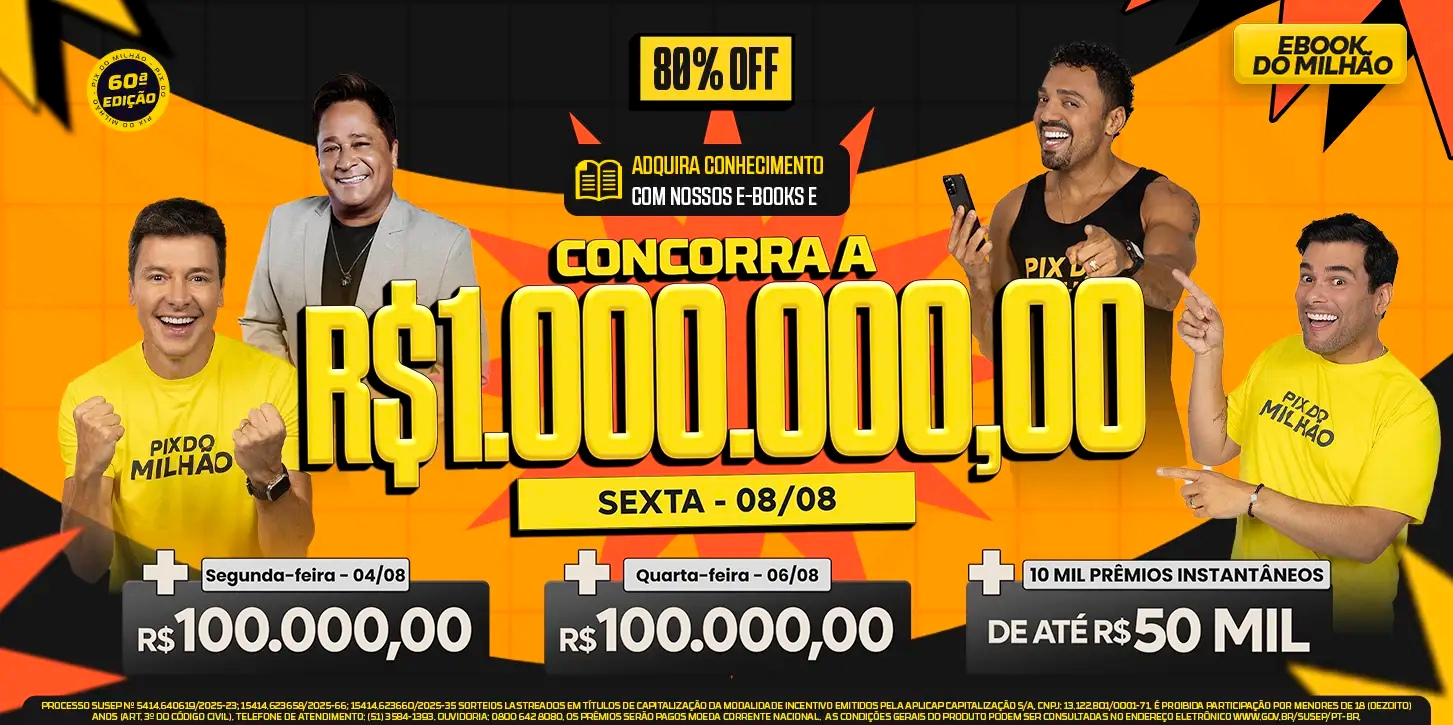 PIX DO MILHÃO - PIX DO MILHÃO -
60ª
EDIÇÃO
80% OFF
EBOOK
DO MILHÃO
ADQUIRA CONHECIMENTO
COM NOSSOS E-BOOKS E
CONCORRA A
R$1.000.000,00
SEXTA - 08/08
PIX DO
MILHÃO
PIX D
PIX DO
MILHÃO
Segunda-feira - 04/08
R$100.000,00
Quarta-feira - 06/08
R$100.000,00
10 MIL PRÊMIOS INSTANTÂNEOS
DE ATÉ R$50 MIL
PROCESSO SUSEP Nº 5414.640619/2025-23; 15414.623658/2025-66; 15414.623660/2025-35 SORTEIOS LASTREADOS EM TÍTULOS DE CAPITALIZAÇÃO DA MODALIDADE INCENTIVO EMITIDOS PELA APLICAP CAPITALIZAÇÃO S/A, CNPJ: 13.122.801/0001-71. É PROIBIDA PARTICIPAÇÃO POR MENORES DE 18 (DEZOITO)
ANOS (ART. 3º DO CÓDIGO CIVIL). TELEFONE DE ATENDIMENTO: (51) 3584-1393. OUVIDORIA: 0800 642 8080. OS PRÊMIOS SERÃO PAGOS MOEDA CORRENTE NACIONAL. AS CONDIÇÕES GERAIS DO PRODUTO PODEM SER CONSULTADAS NO ENDEREÇO ELETRÔNICO WWW.GOV.BR/SUSEP/PT-BR